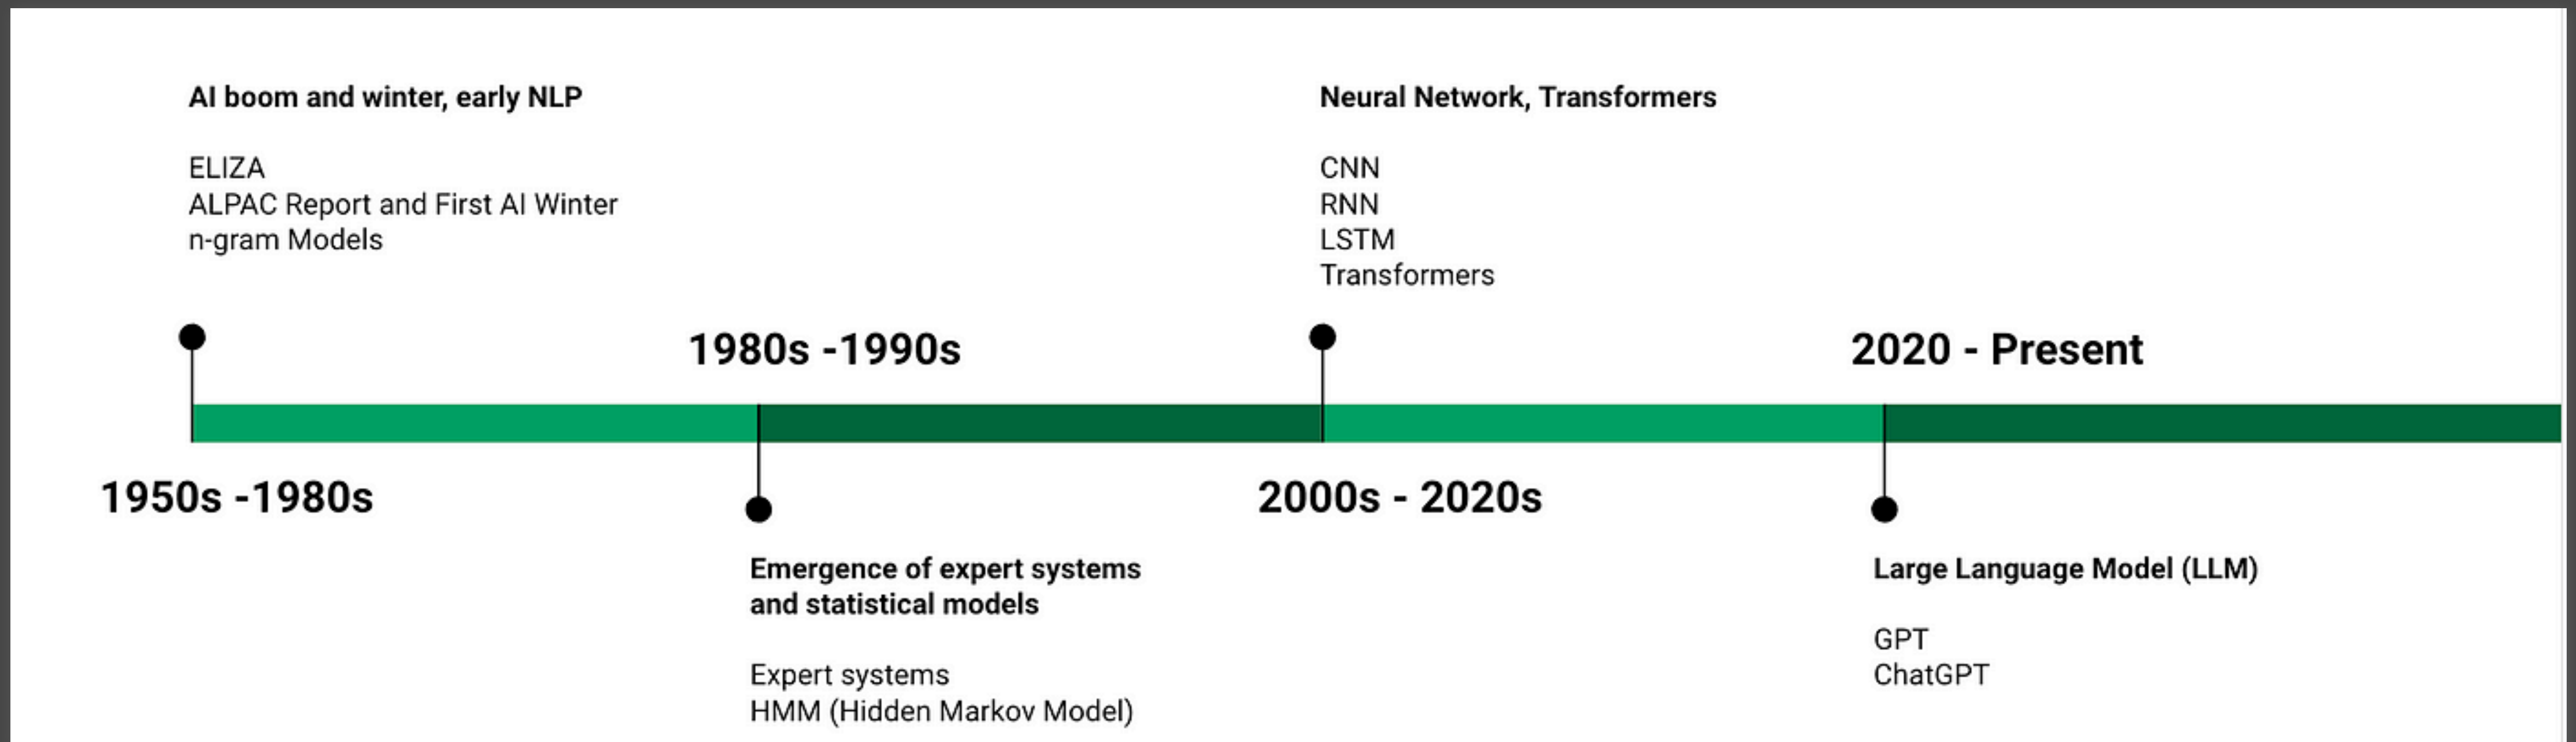 AI boom and winter, early NLP
ELIZA
ALPAC Report and First AI Winter
n-gram Models
1950s -1980s
1980s -1990s
Emergence of expert systems
and statistical models
Expert systems
HMM (Hidden Markov Model)
Neural Network, Transformers
CNN
RNN
LSTM
Transformers
2000s - 2020s
2020 - Present
Large Language Model (LLM)
GPT
ChatGPT